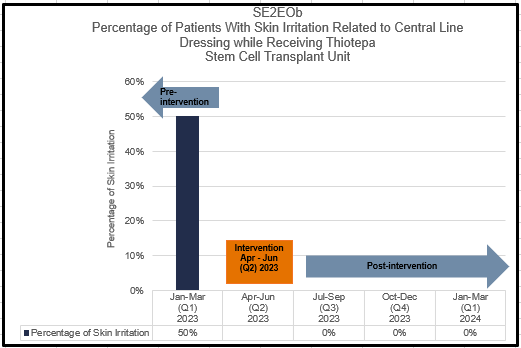 SE2EOb
Percentage of Patients With Skin Irritation Related to Central Line
Dressing while Receiving Thiotepa
Stem Cell Transplant Unit
Percentage of Skin Irritation
60%
50%
40%
30%
20%
10%
0%
Pre-
intervention
Intervention
Apr - Jun
(Q2) 2023
Post-intervention
Jan-Mar
(Q1)
2023
Apr-Jun
(Q2)
2023
Jul-Sep
(Q3)
2023
Oct-Dec
(Q4)
2023
Jan-Mar
(Q1)
2024
Percentage of Skin Irritation 50% 0% 0% 0%